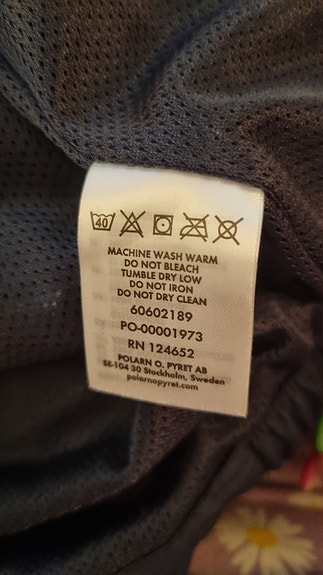 40
MACHINE WASH WARM
DO NOT BLEACH
TUMBLE DRY LOW
DO NOT IRON
DO NOT DRY CLEAN
60602189
PO-00001973
RN 124652
POLARN O. PYRET AB
SE-104 30 Stockholm, Sweden
polarnopyret.com